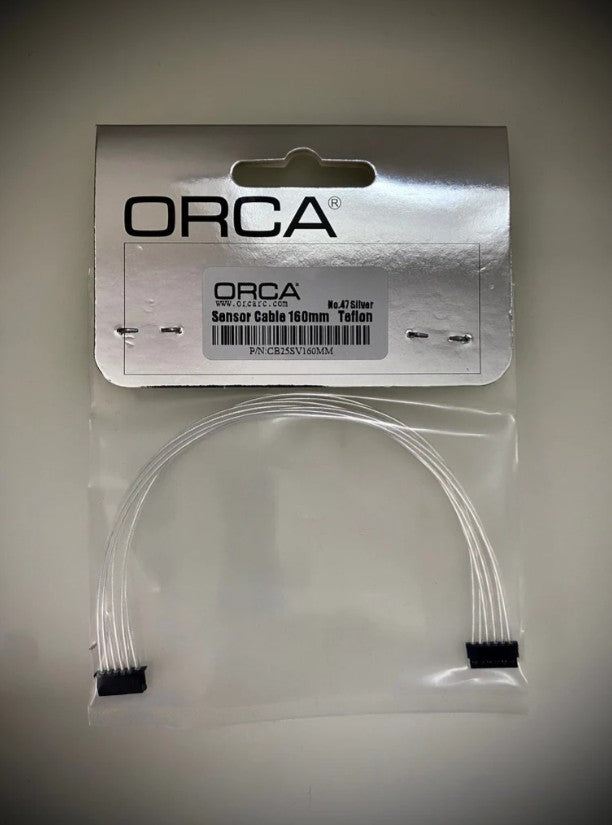 ORCA®
ORCA®
www.orcarc.com
No.47 Silver
Sensor Cable 160mm Teflon
P/N:CB25SV160MM